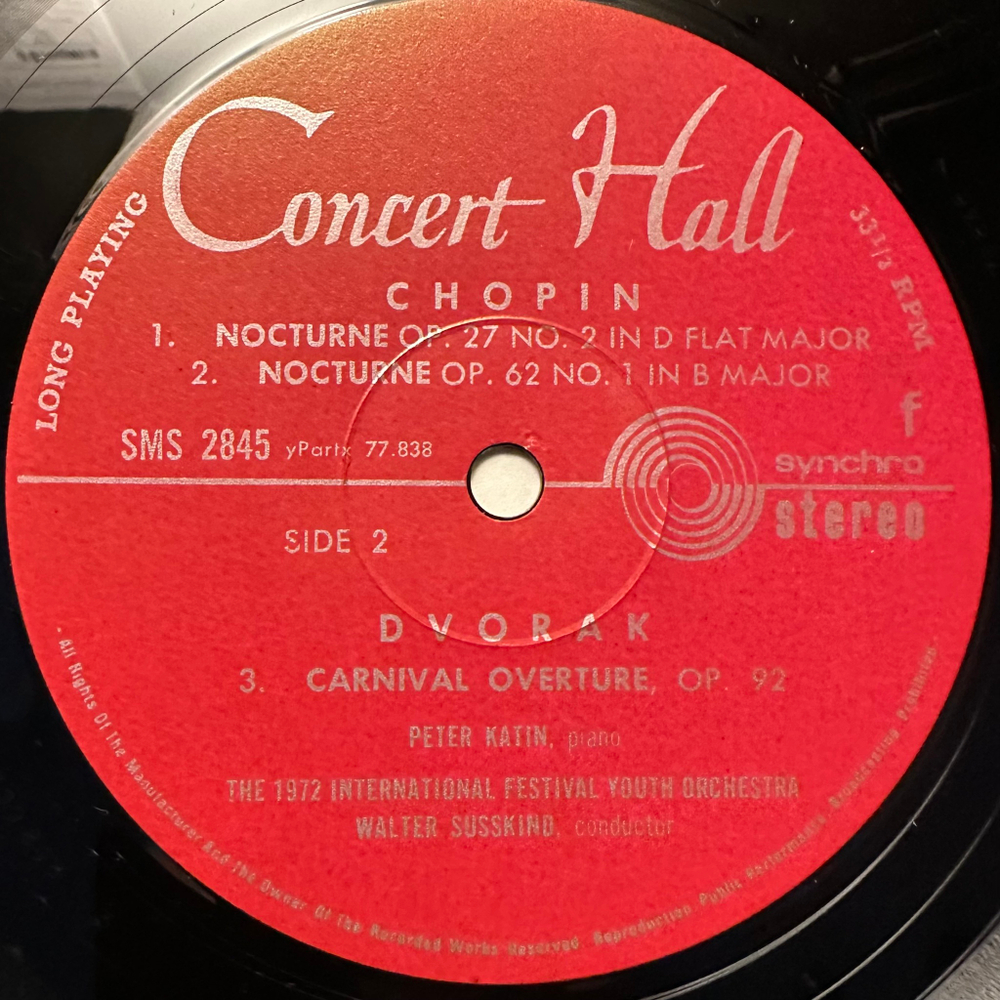 Concert Hall
LONG PLAYING
33 1/3 RPM
CHOPIN
1. NOCTURNE OP. 27 NO. 2 IN D FLAT MAJOR
2. NOCTURNE OP. 62 NO. 1 IN B MAJOR
f
SMS 2845 yPartx 77.838
synchro
stereo
SIDE 2
DVORAK
3. CARNIVAL OVERTURE, OP. 92
PETER KATIN, piano
THE 1972 INTERNATIONAL FESTIVAL YOUTH ORCHESTRA
WALTER SUSSKIND, conductor
All Rights Of The Manufacturer And The Owner Of The Recorded Works Reserved. Reproduction Public Performance Broadcasting Prohibited